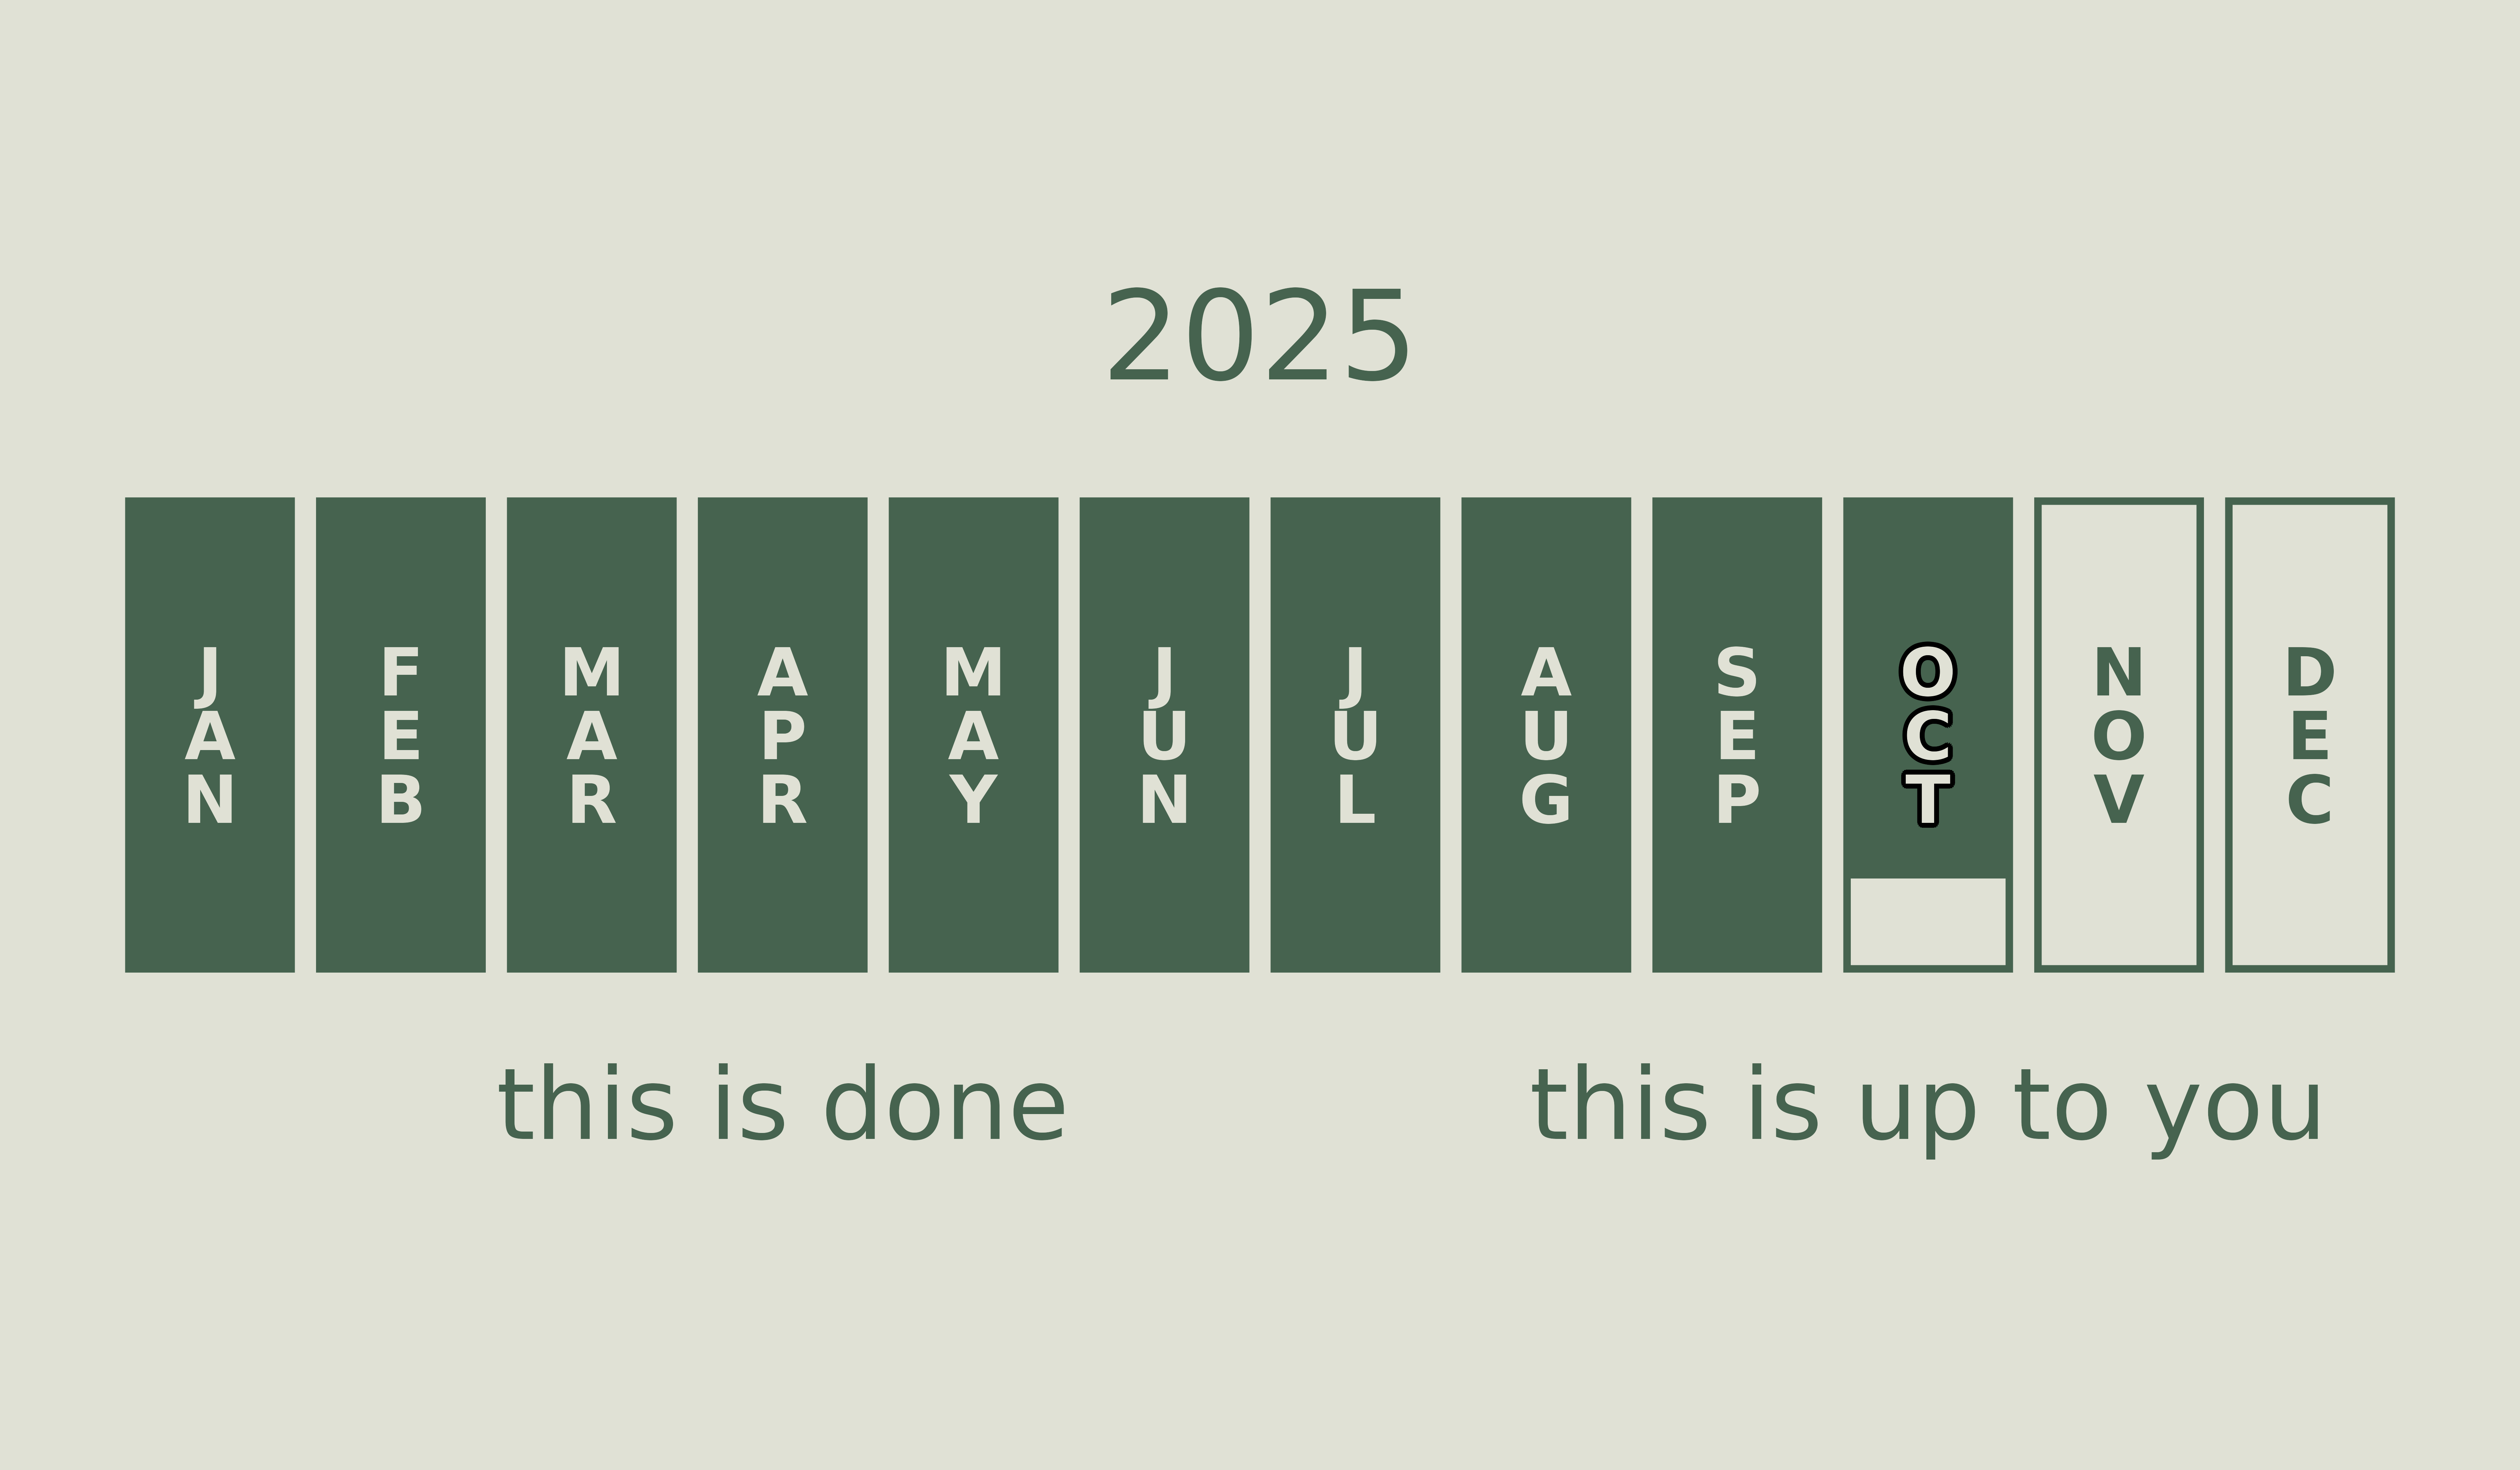 2025
JAN
FEB
MAR
APR
MAY
JUN
JUL
AUG
SEP
OCT
NOV
DEC
this is done
this is up to you